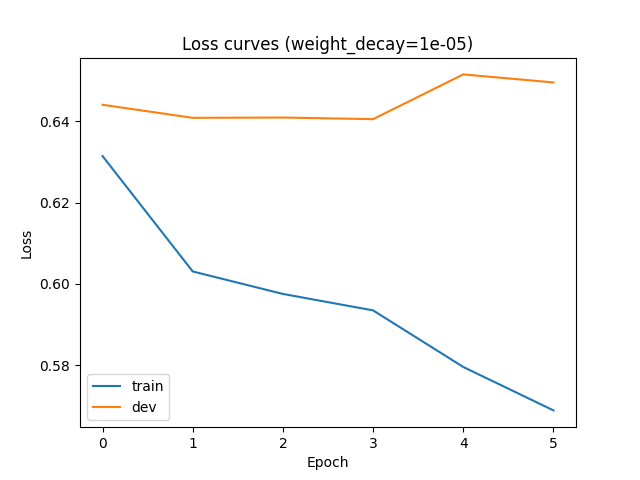 Loss curves (weight_decay=1e-05)
Loss
0.64
0.62
0.60
0.58
train
dev
0 1 2 3 4 5
Epoch